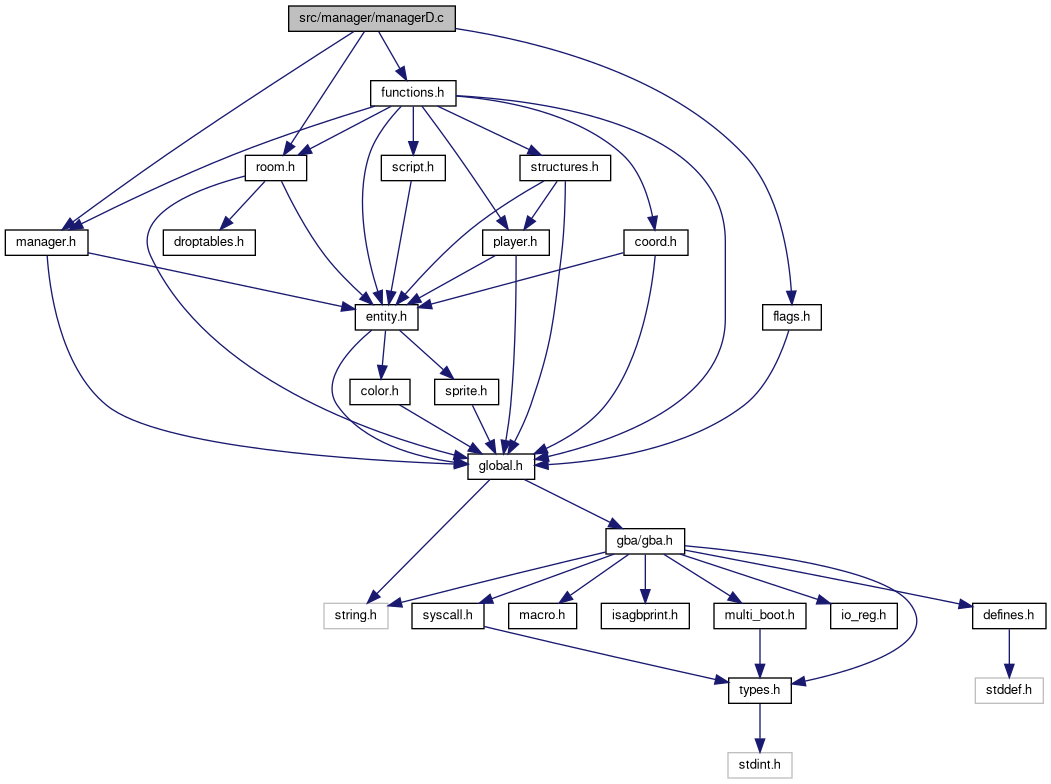 src/manager/managerD.c
functions.h
room.h
script.h
structures.h
manager.h
droptables.h
player.h
coord.h
entity.h
flags.h
color.h
sprite.h
global.h
gba/gba.h
string.h
syscall.h
macro.h
isagbprint.h
multi_boot.h
io_reg.h
defines.h
types.h
stddef.h
stdint.h